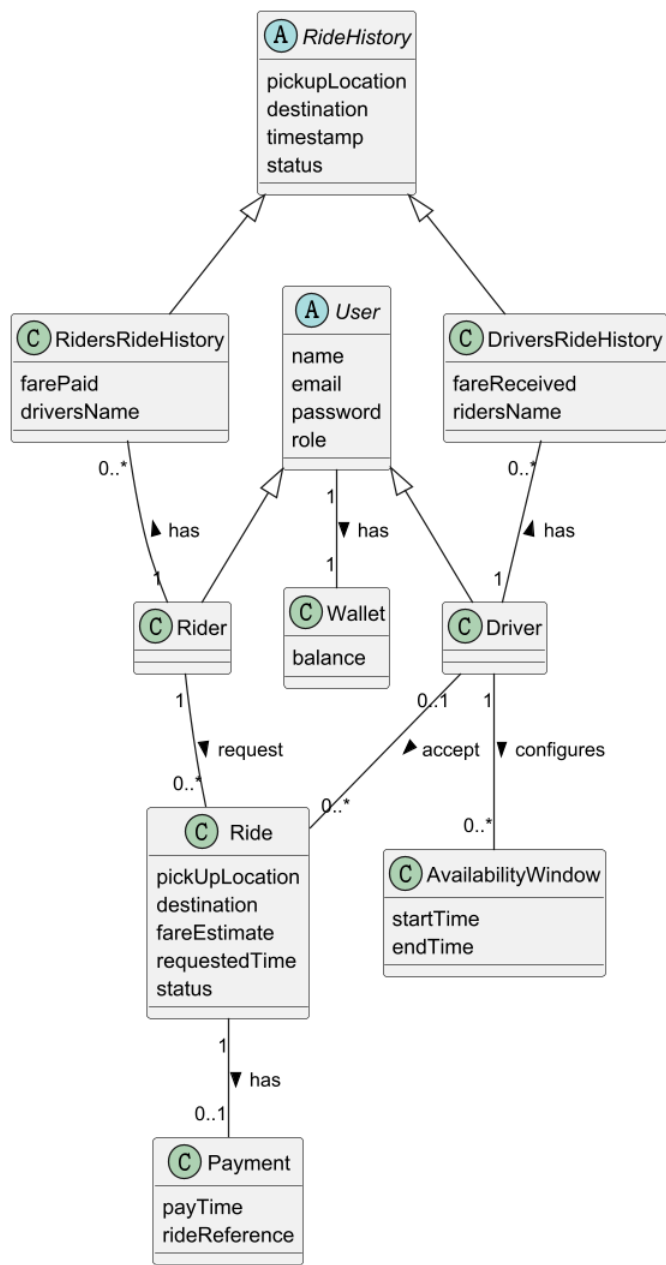 A RideHistory
pickupLocation
destination
timestamp
status
C RidersRideHistory
farePaid
driversName
A User
name
email
password
role
C DriversRideHistory
fareReceived
ridersName
0..*
has
1
1
has
1
0..*
has
1
C Rider
C Wallet
balance
C Driver
1
request
0..*
0..1
accept
0..*
1
configures
0..*
C Ride
pickUpLocation
destination
fareEstimate
requestedTime
status
C AvailabilityWindow
startTime
endTime
1
has
0..1
C Payment
payTime
rideReference